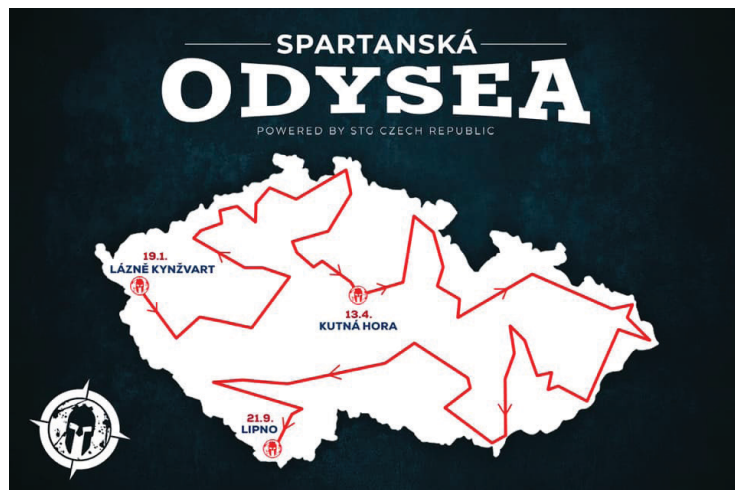 SPARTANSKÁ
ODYSEA
POWERED BY STG CZECH REPUBLIC
19.1.
LÁZNĚ KYNŽVART
13.4.
KUTNÁ HORA
21.9.
LIPNO